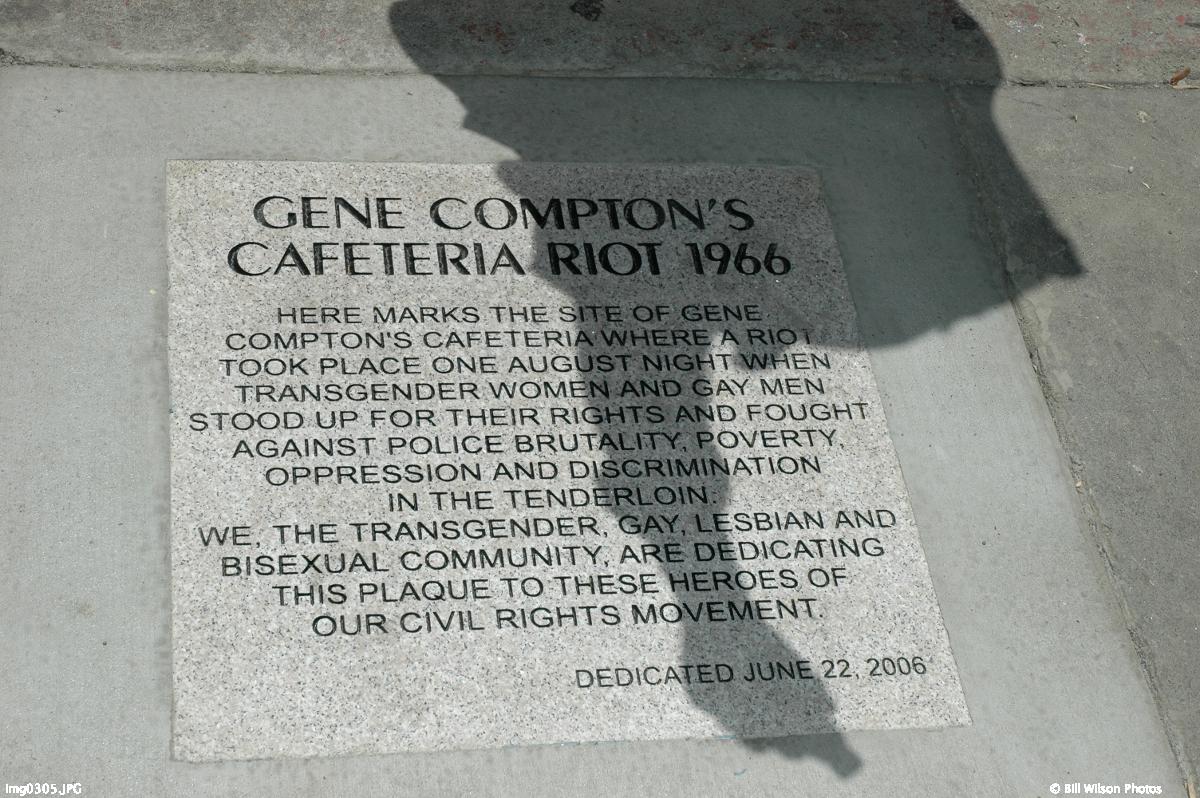 GENE COMPTON'S
CAFETERIA RIOT 1966
HERE MARKS THE SITE OF GENE
COMPTON'S CAFETERIA WHERE A RIOT
TOOK PLACE ONE AUGUST NIGHT WHEN
TRANSGENDER WOMEN AND GAY MEN
STOOD UP FOR THEIR RIGHTS AND FOUGHT
AGAINST POLICE BRUTALITY, POVERTY,
OPPRESSION AND DISCRIMINATION
IN THE TENDERLOIN.
WE, THE TRANSGENDER, GAY, LESBIAN AND
BISEXUAL COMMUNITY, ARE DEDICATING
THIS PLAQUE TO THESE HEROES OF
OUR CIVIL RIGHTS MOVEMENT.
DEDICATED JUNE 22, 2006
Img0305.JPG
© Bill Wilson Photos